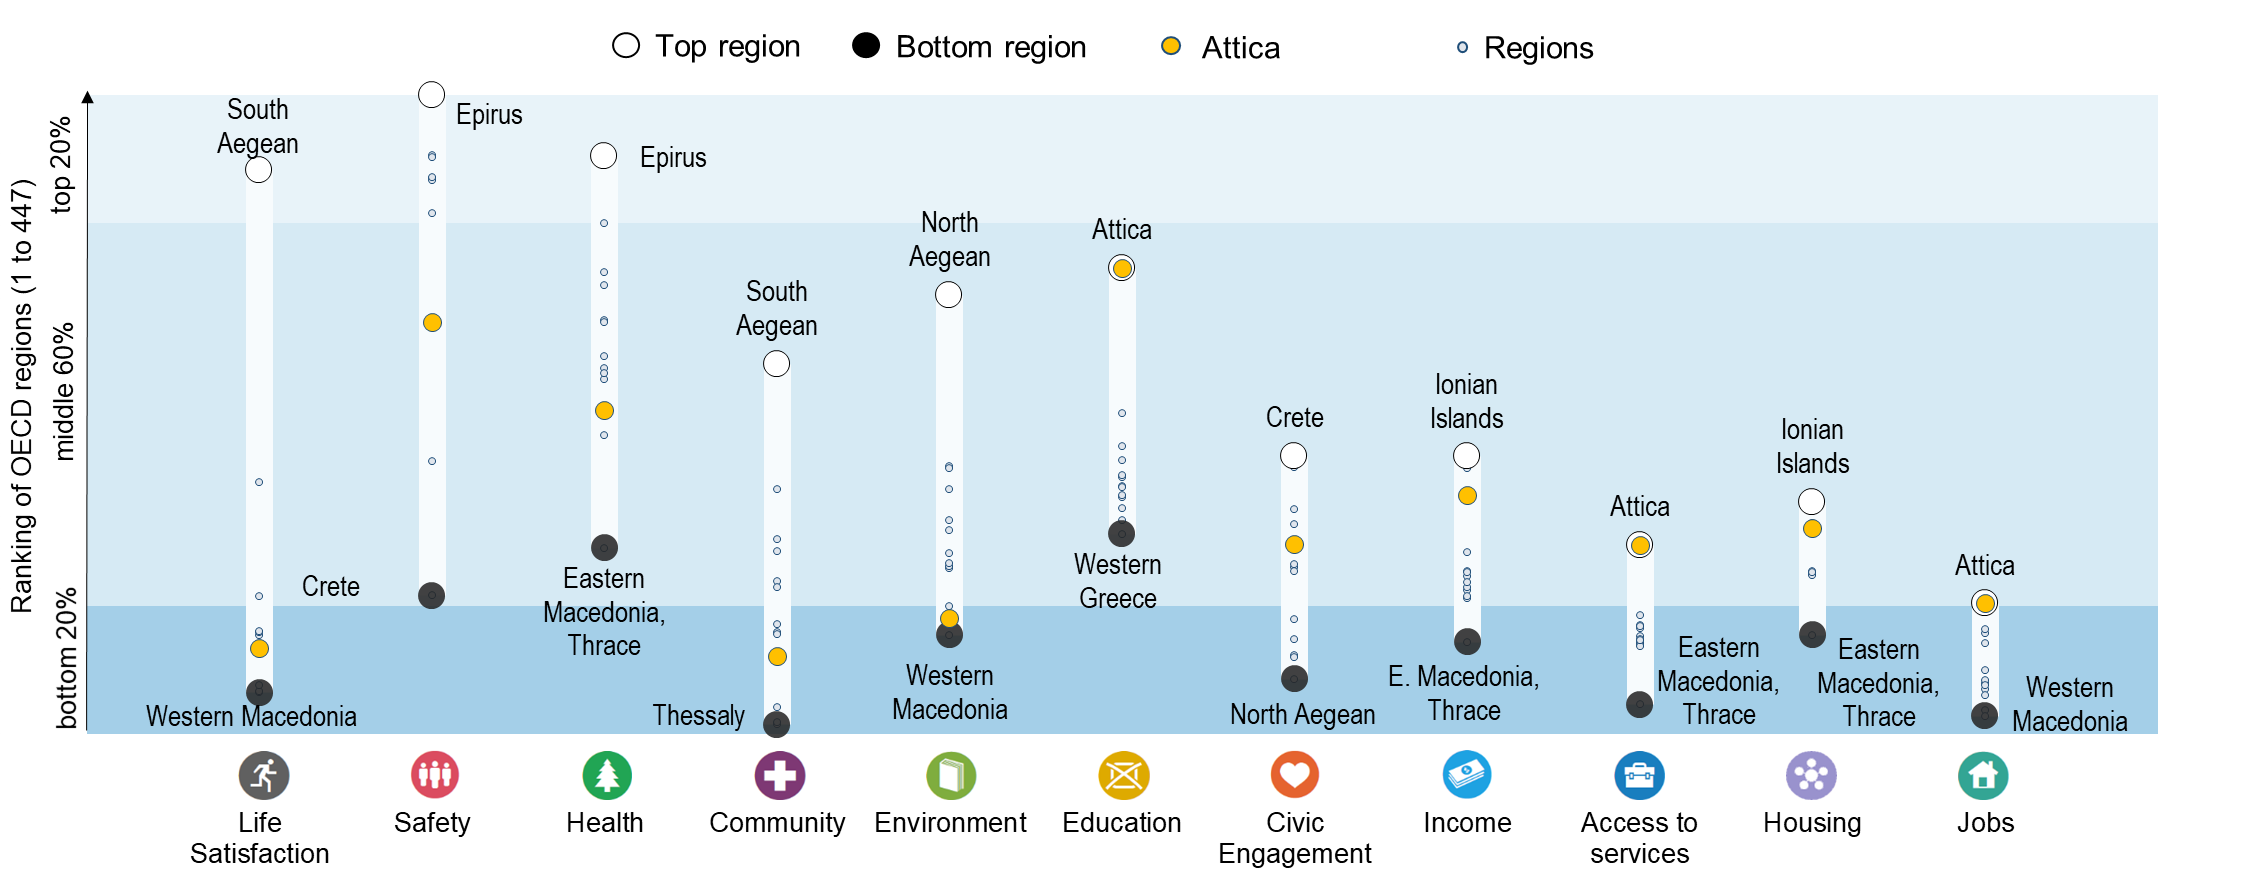 Top region
Bottom region
Attica
Regions
Ranking of OECD regions (1 to 447)
top 20%
middle 60%
bottom 20%
South
Aegean
Western Macedonia
Epirus
Crete
Epirus
Eastern
Macedonia,
Thrace
South
Aegean
Thessaly
North
Aegean
Western
Macedonia
Attica
Western
Greece
Crete
North Aegean
Ionian
Islands
E. Macedonia,
Thrace
Attica
Eastern
Macedonia,
Thrace
Ionian
Islands
Eastern
Macedonia,
Thrace
Attica
Western
Macedonia
Life
Satisfaction
Safety
Health
Community
Environment
Education
Civic
Engagement
Income
Access to
services
Housing
Jobs